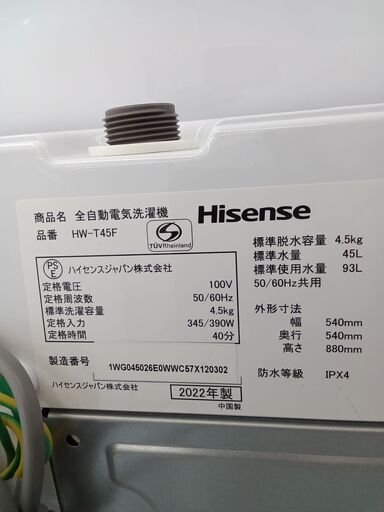 商品名 全自動電気洗濯機
品番 HW-T45F
TÜVRheinland
Hisense
PS
E
ハイセンスジャパン株式会社
定格電圧 100V
定格周波数 50/60Hz
標準洗濯容量 4.5kg
定格入力 345/390W
定格時間 40分
標準脱水容量 4.5kg
標準水量 45L
標準使用水量 93L
50/60Hz共用
外形寸法
幅 540mm
奥行 540mm
高さ 880mm
防水等級 IPX4
製造番号 1WG045026E0WWC57X120302
ハイセンスジャパン株式会社
2022年製
中国製